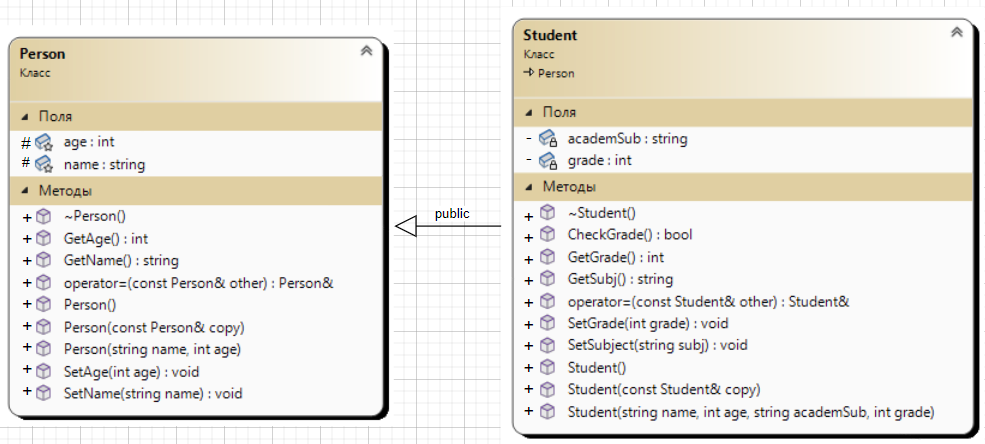 Person
Класс
Поля
# age : int
# name : string
Методы
+ ~Person()
+ GetAge() : int
+ GetName() : string
+ operator=(const Person& other) : Person&
+ Person()
+ Person(const Person& copy)
+ Person(string name, int age)
+ SetAge(int age) : void
+ SetName(string name) : void
public
Student
Класс
Person
Поля
- academSub : string
- grade : int
Методы
+ ~Student()
+ CheckGrade() : bool
+ GetGrade() : int
+ GetSubj() : string
+ operator=(const Student& other) : Student&
+ SetGrade(int grade) : void
+ SetSubject(string subj) : void
+ Student()
+ Student(const Student& copy)
+ Student(string name, int age, string academSub, int grade)